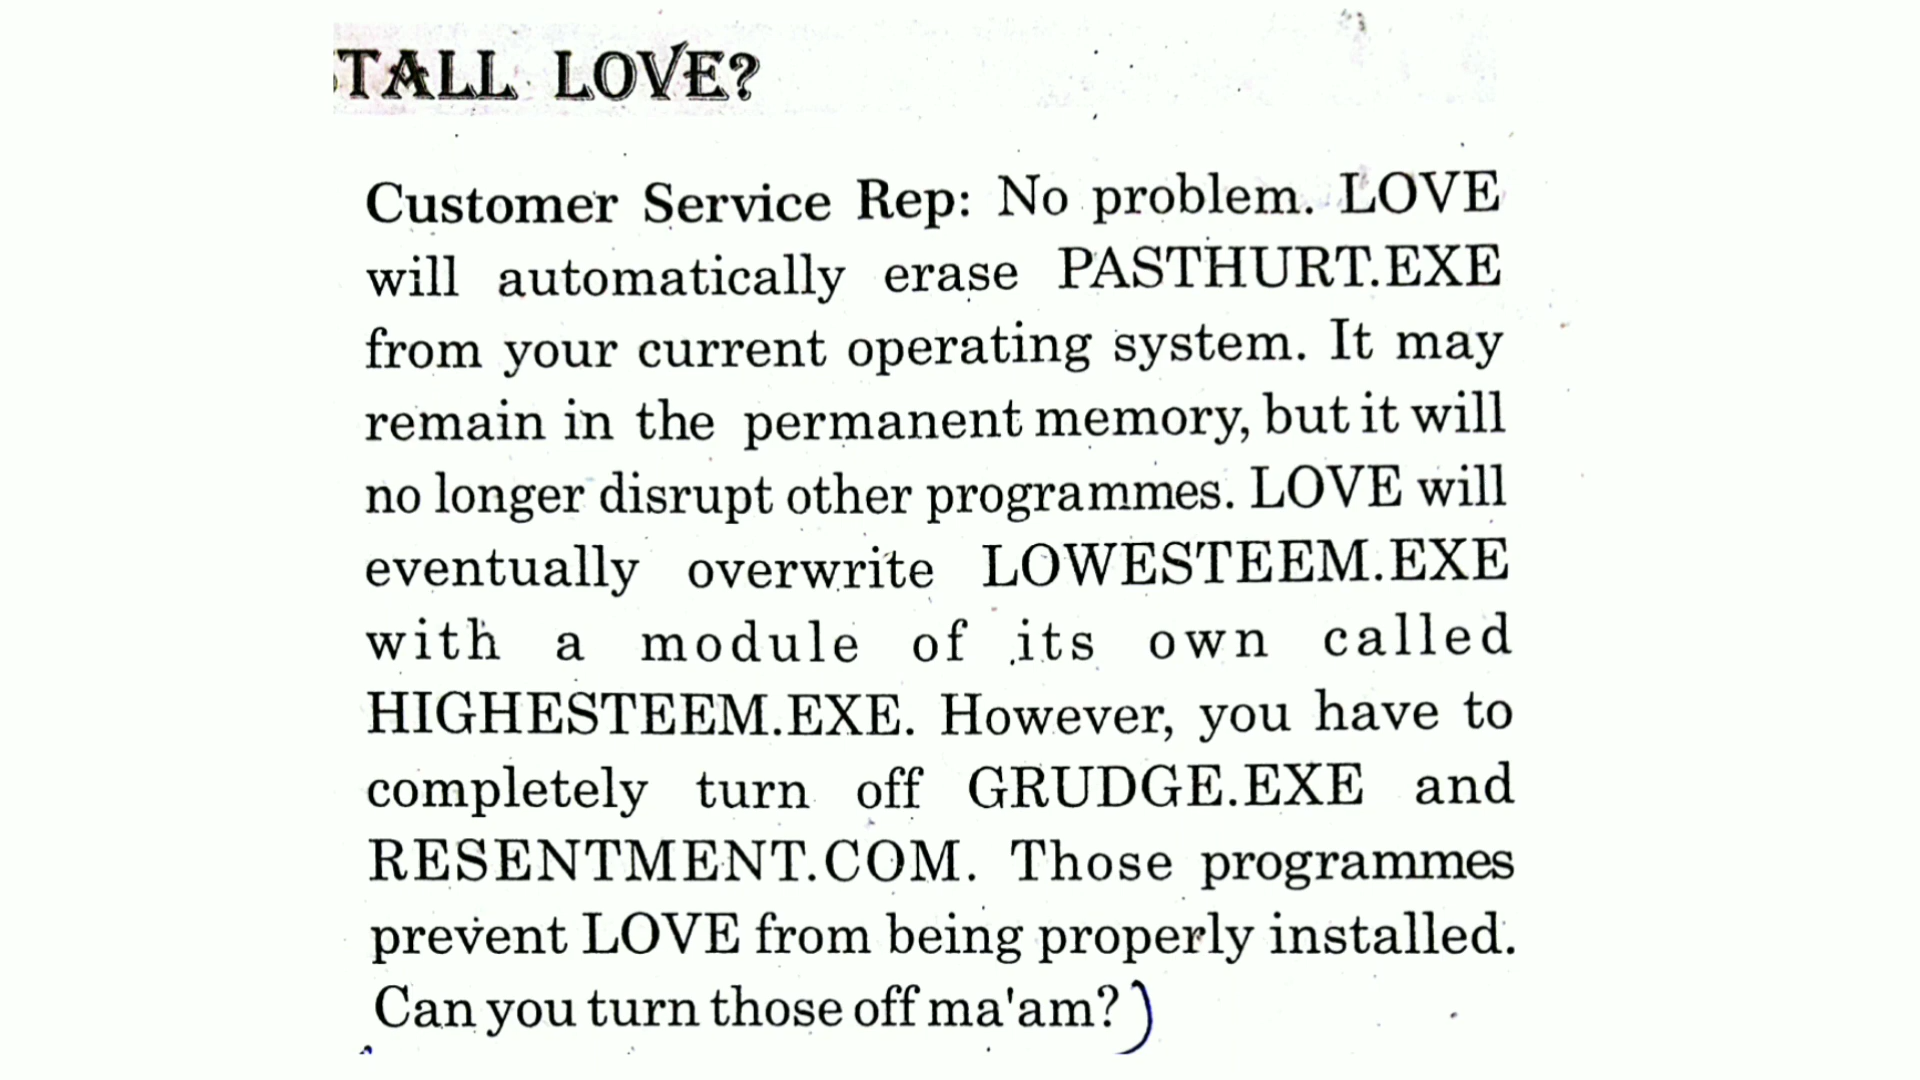 TALL LOVE?
Customer Service Rep: No problem. LOVE
will automatically erase PASTHURT.EXE
from your current operating system. It may
remain in the permanent memory, but it will
no longer disrupt other programmes. LOVE will
eventually overwrite LOWESTEEM.EXE
with a module of its own called
HIGHESTEEM.EXE. However, you have to
completely turn off GRUDGE.EXE and
RESENTMENT.COM. Those programmes
prevent LOVE from being properly installed.
Can you turn those off ma'am?)